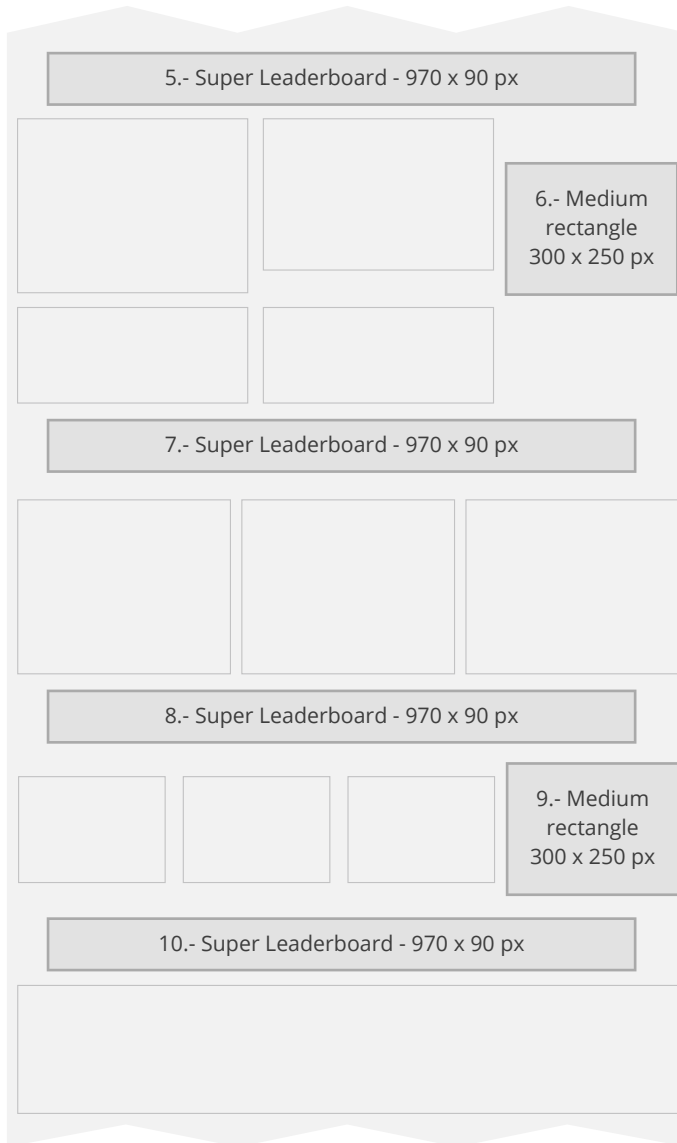 5.- Super Leaderboard - 970 x 90 px
6.- Medium
rectangle
300 x 250 px
7.- Super Leaderboard - 970 x 90 px
8.- Super Leaderboard - 970 x 90 px
9.- Medium
rectangle
300 x 250 px
10.- Super Leaderboard - 970 x 90 px